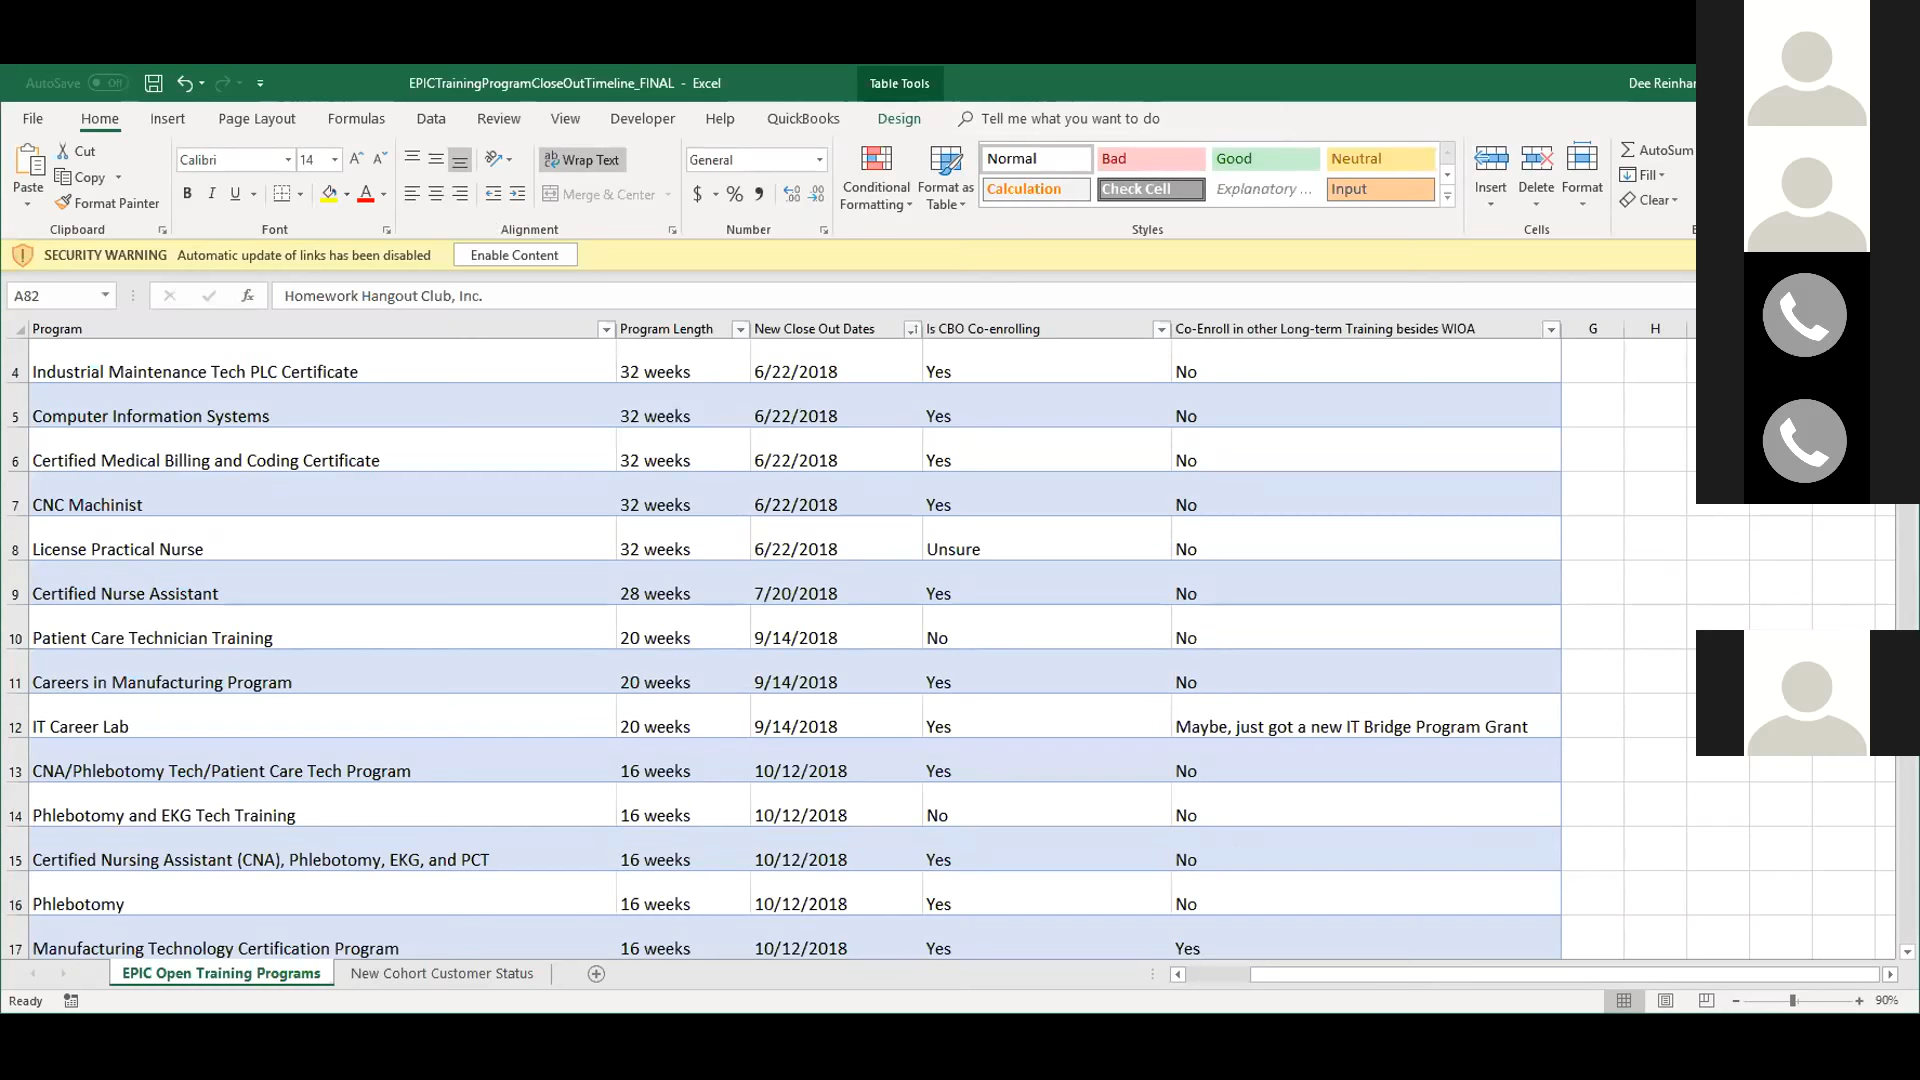 AutoSave Off EPICTrainingProgramCloseOutTimeline_FINAL - Excel Table Tools Dee Reinhar
File Home Insert Page Layout Formulas Data Review View Developer Help QuickBooks Design Tell me what you want to do
Paste Cut Copy Format Painter Clipboard
Calibri 14 B I U A Font
Wrap Text Merge & Center Alignment
General $ % Number
Conditional Formatting Format as Table
Normal Bad Good Neutral
Calculation Check Cell Explanatory ... Input
Styles
Insert Delete Format Cells
AutoSum
Fill
Clear
SECURITY WARNING Automatic update of links has been disabled Enable Content
A82 fx Homework Hangout Club, Inc.
Program Program Length New Close Out Dates Is CBO Co-enrolling Co-Enroll in other Long-term Training besides WIOA G H
4 Industrial Maintenance Tech PLC Certificate 32 weeks 6/22/2018 Yes No
5 Computer Information Systems 32 weeks 6/22/2018 Yes No
6 Certified Medical Billing and Coding Certificate 32 weeks 6/22/2018 Yes No
7 CNC Machinist 32 weeks 6/22/2018 Yes No
8 License Practical Nurse 32 weeks 6/22/2018 Unsure No
9 Certified Nurse Assistant 28 weeks 7/20/2018 Yes No
10 Patient Care Technician Training 20 weeks 9/14/2018 No No
11 Careers in Manufacturing Program 20 weeks 9/14/2018 Yes No
12 IT Career Lab 20 weeks 9/14/2018 Yes Maybe, just got a new IT Bridge Program Grant
13 CNA/Phlebotomy Tech/Patient Care Tech Program 16 weeks 10/12/2018 Yes No
14 Phlebotomy and EKG Tech Training 16 weeks 10/12/2018 No No
15 Certified Nursing Assistant (CNA), Phlebotomy, EKG, and PCT 16 weeks 10/12/2018 Yes No
16 Phlebotomy 16 weeks 10/12/2018 Yes No
17 Manufacturing Technology Certification Program 16 weeks 10/12/2018 Yes Yes
EPIC Open Training Programs New Cohort Customer Status
Ready 90%